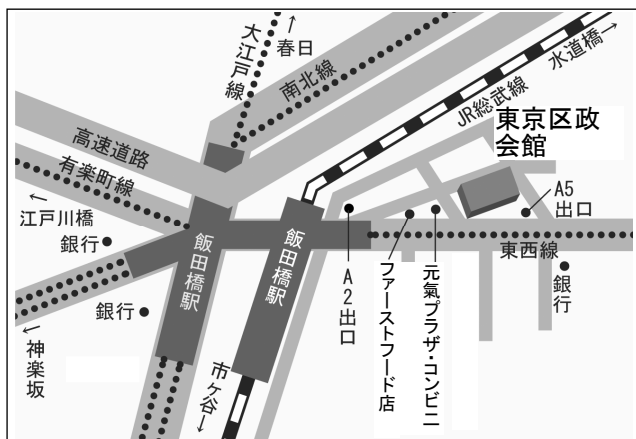 大江戸線
↑
春日
南北線
JR総武線
水道橋↗
東京区政
会館
高速道路
有楽町線
←
江戸川橋
銀行
銀行
←
神楽坂
飯田橋駅
飯田橋駅
市ケ谷→
A2出口
ファーストフード店
元氣プラザ・コンビニ
A5
出口
東西線
銀行